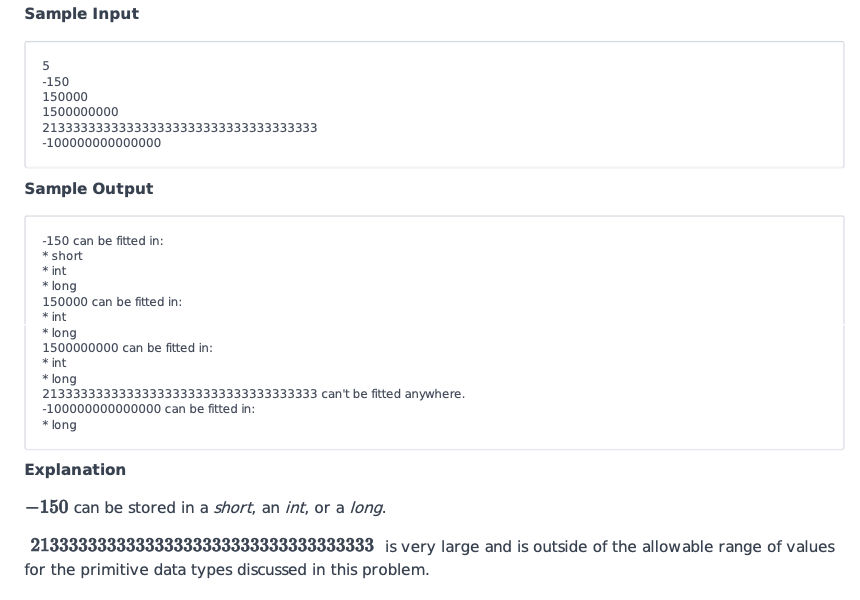 Sample Input
5
-150
150000
1500000000
213333333333333333333333333333333333
-100000000000000
Sample Output
-150 can be fitted in:
* short
* int
* long
150000 can be fitted in:
* int
* long
1500000000 can be fitted in:
* int
* long
213333333333333333333333333333333333 can't be fitted anywhere.
-100000000000000 can be fitted in:
* long
Explanation
−150 can be stored in a short, an int, or a long.
213333333333333333333333333333333333 is very large and is outside of the allowable range of values
for the primitive data types discussed in this problem.